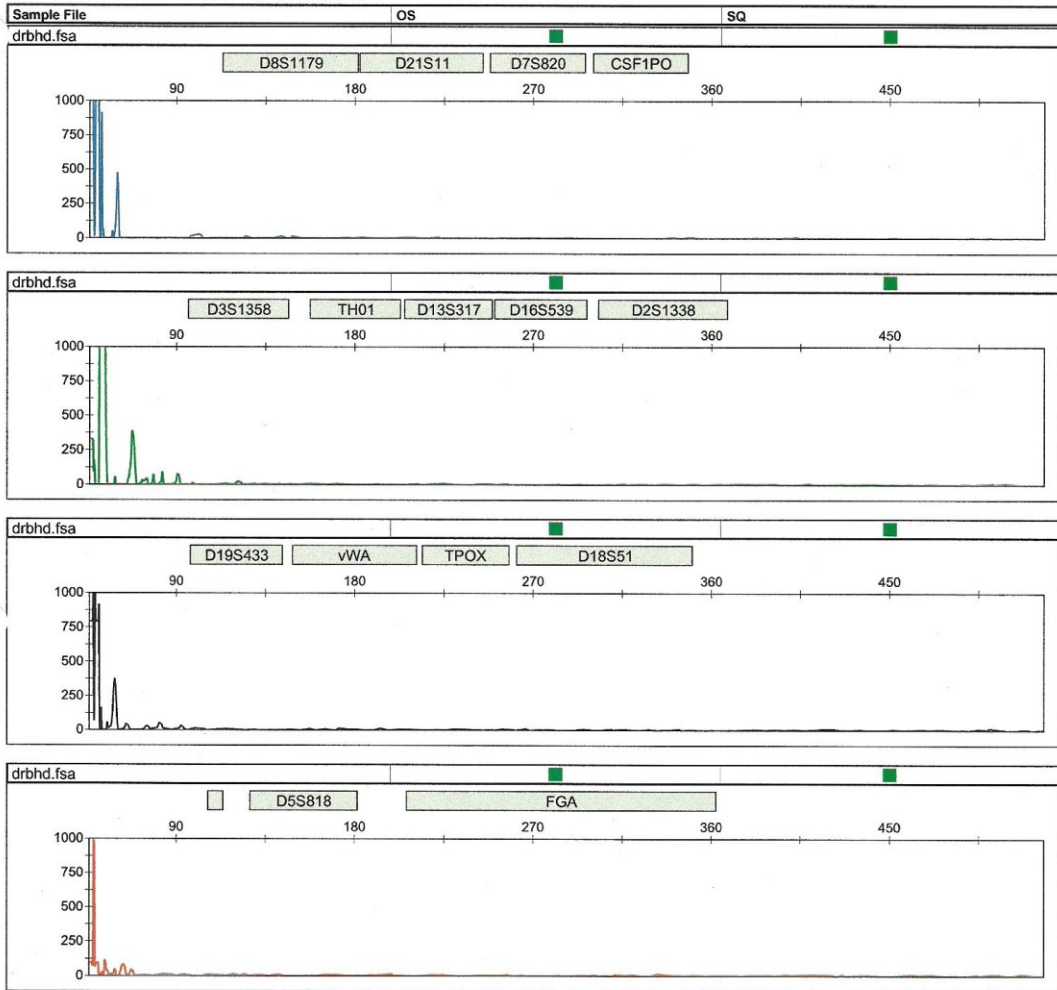 Sample File OS SQ
drbhd.fsa
D8S1179 D21S11 D7S820 CSF1PO
90 180 270 360 450
1000
750
500
250
0
drbhd.fsa
D3S1358 TH01 D13S317 D16S539 D2S1338
90 180 270 360 450
1000
750
500
250
0
drbhd.fsa
D19S433 vWA TPOX D18S51
90 180 270 360 450
1000
750
500
250
0
drbhd.fsa
D5S818 FGA
90 180 270 360 450
1000
750
500
250
0